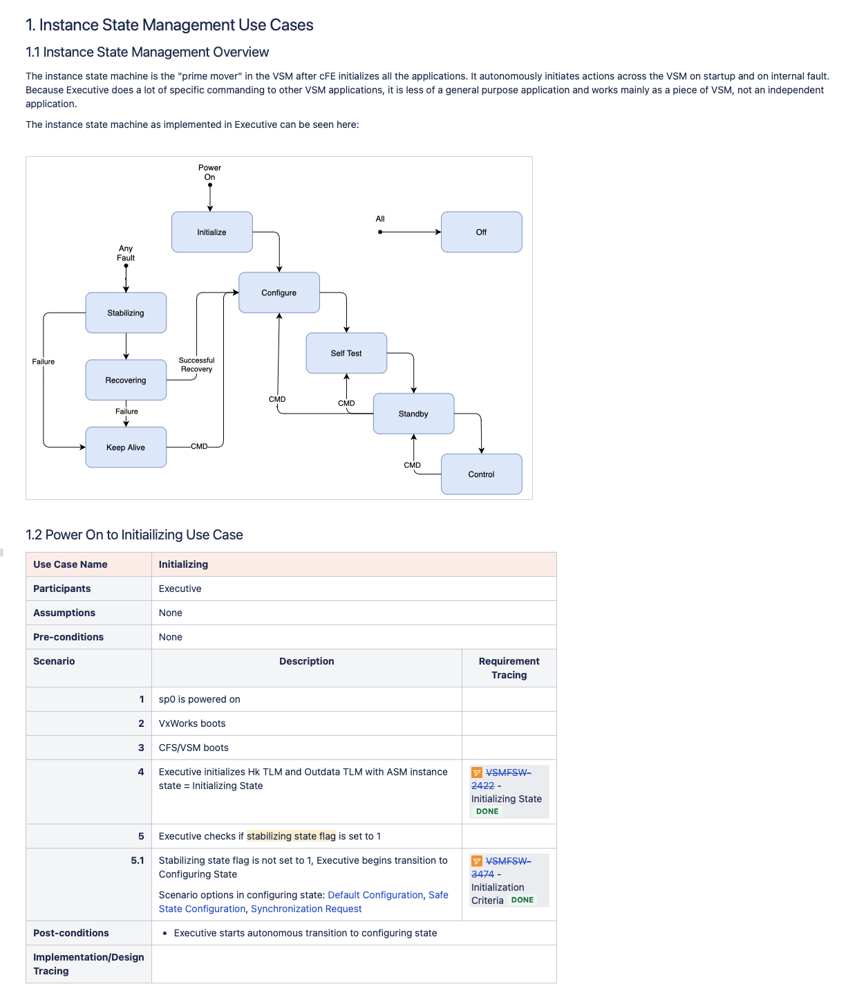 1. Instance State Management Use Cases
1.1 Instance State Management Overview
The instance state machine is the "prime mover" in the VSM after cFE initializes all the applications. It autonomously initiates actions across the VSM on startup and on internal fault.
Because Executive does a lot of specific commanding to other VSM applications, it is less of a general purpose application and works mainly as a piece of VSM, not an independent
application.
The instance state machine as implemented in Executive can be seen here:
Power
On
Initialize
All
Off
Any
Fault
Configure
Stabilizing
Self Test
Failure
Successful
Recovery
Recovering
CMD
CMD
Failure
Standby
Keep Alive
CMD
CMD
Control
1.2 Power On to Initiailizing Use Case
Use Case Name
Initializing
Participants
Executive
Assumptions
None
Pre-conditions
None
Scenario
Description
Requirement
Tracing
1
sp0 is powered on
2
VxWorks boots
3
CFS/VSM boots
4
Executive initializes Hk TLM and Outdata TLM with ASM instance
state = Initializing State
VSMFSW-
2422 -
Initializing State
DONE
5
Executive checks if stabilizing state flag is set to 1
5.1
Stabilizing state flag is not set to 1, Executive begins transition to
Configuring State
Scenario options in configuring state: Default Configuration, Safe
State Configuration, Synchronization Request
VSMFSW-
3474 -
Initialization
Criteria DONE
Post-conditions
• Executive starts autonomous transition to configuring state
Implementation/Design
Tracing